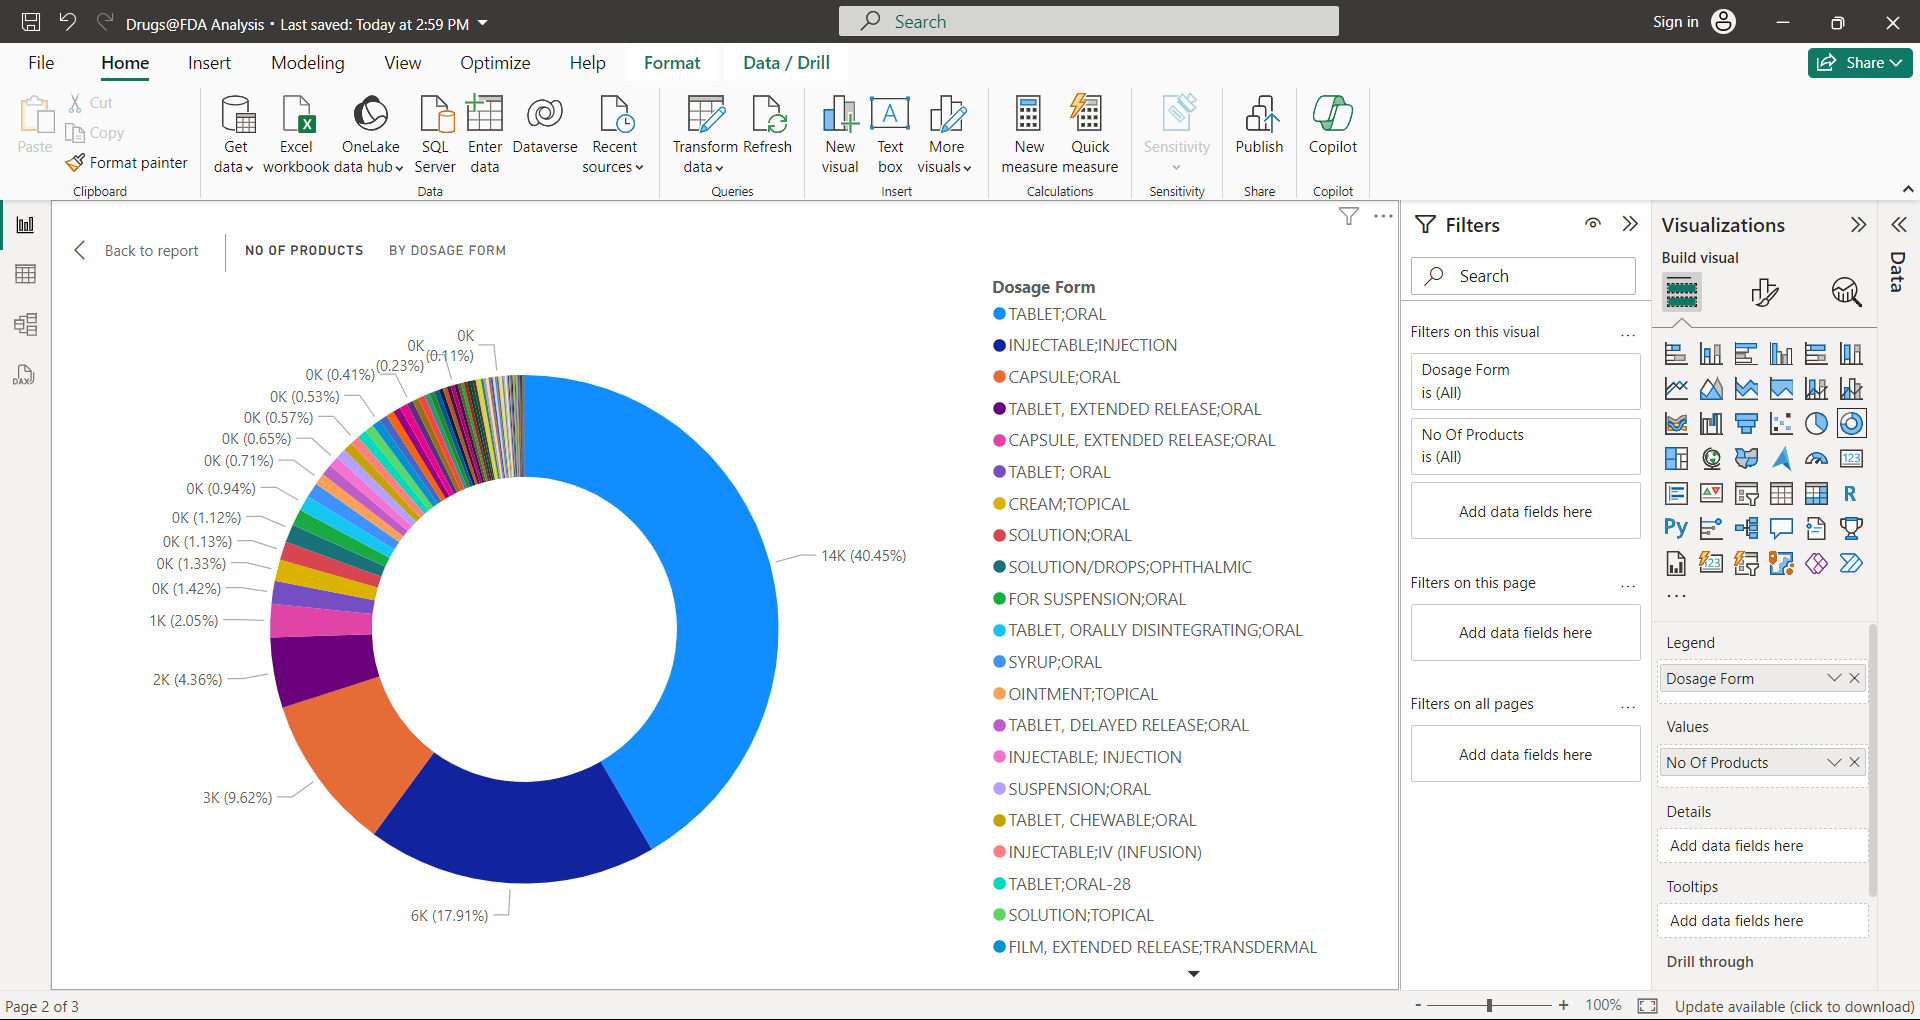 Drugs@FDA Analysis • Last saved: Today at 2:59 PM
Search
Sign in
File Home Insert Modeling View Optimize Help Format Data / Drill
Share
Paste
Cut
Copy
Format painter
Clipboard
Get data
Excel workbook
OneLake data hub
SQL Server
Enter data
Dataverse
Recent sources
Data
Transform data
Refresh
Queries
New visual
Text box
More visuals
Insert
New measure
Quick measure
Calculations
Sensitivity
Sensitivity
Publish
Share
Copilot
Copilot
Back to report
NO OF PRODUCTS
BY DOSAGE FORM
0K
0K
(0.11%)
(0.23%)
0K (0.41%)
0K (0.53%)
0K (0.57%)
0K (0.65%)
0K (0.71%)
0K (0.94%)
0K (1.12%)
0K (1.13%)
0K (1.33%)
0K (1.42%)
1K (2.05%)
2K (4.36%)
3K (9.62%)
6K (17.91%)
14K (40.45%)
Dosage Form
TABLET;ORAL
INJECTABLE;INJECTION
CAPSULE;ORAL
TABLET, EXTENDED RELEASE;ORAL
CAPSULE, EXTENDED RELEASE;ORAL
TABLET; ORAL
CREAM;TOPICAL
SOLUTION;ORAL
SOLUTION/DROPS;OPHTHALMIC
FOR SUSPENSION;ORAL
TABLET, ORALLY DISINTEGRATING;ORAL
SYRUP;ORAL
OINTMENT;TOPICAL
TABLET, DELAYED RELEASE;ORAL
INJECTABLE; INJECTION
SUSPENSION;ORAL
TABLET, CHEWABLE;ORAL
INJECTABLE;IV (INFUSION)
TABLET;ORAL-28
SOLUTION;TOPICAL
FILM, EXTENDED RELEASE;TRANSDERMAL
Filters
Search
Filters on this visual
Dosage Form
is (All)
No Of Products
is (All)
Add data fields here
Filters on this page
Add data fields here
Filters on all pages
Add data fields here
Visualizations
Build visual
123
R
Py
123
Legend
Dosage Form
Values
No Of Products
Details
Add data fields here
Tooltips
Add data fields here
Drill through
Data
DAX
Page 2 of 3
- + 100%
Update available (click to download)